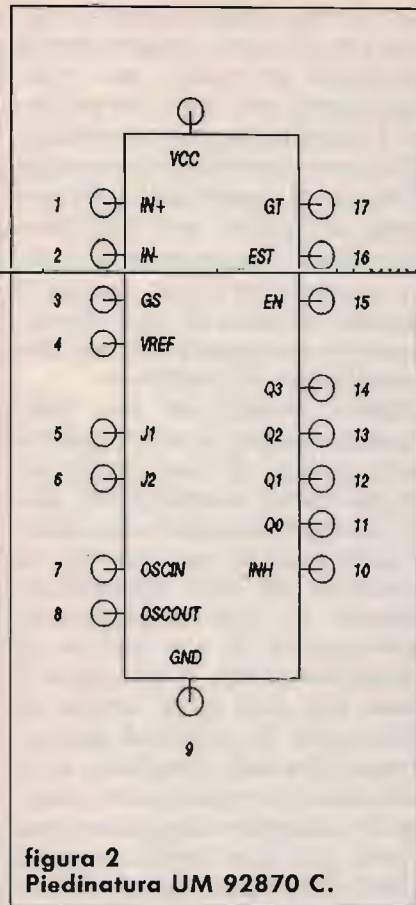 VCC
1 IN+ GT 17
2 IN- EST 16
3 GS EN 15
4 VREF
Q3 14
5 J1 Q2 13
6 J2 Q1 12
Q0 11
7 OSCIN INH 10
8 OSCOUT
GND
9
figura 2
Piedinatura UM 92870 C.